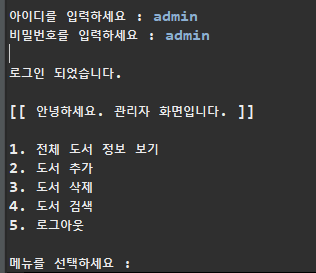 아이디를 입력하세요 : admin
비밀번호를 입력하세요 : admin
로그인 되었습니다.
[[ 안녕하세요. 관리자 화면입니다. ]]
1. 전체 도서 정보 보기
2. 도서 추가
3. 도서 삭제
4. 도서 검색
5. 로그아웃
메뉴를 선택하세요 :